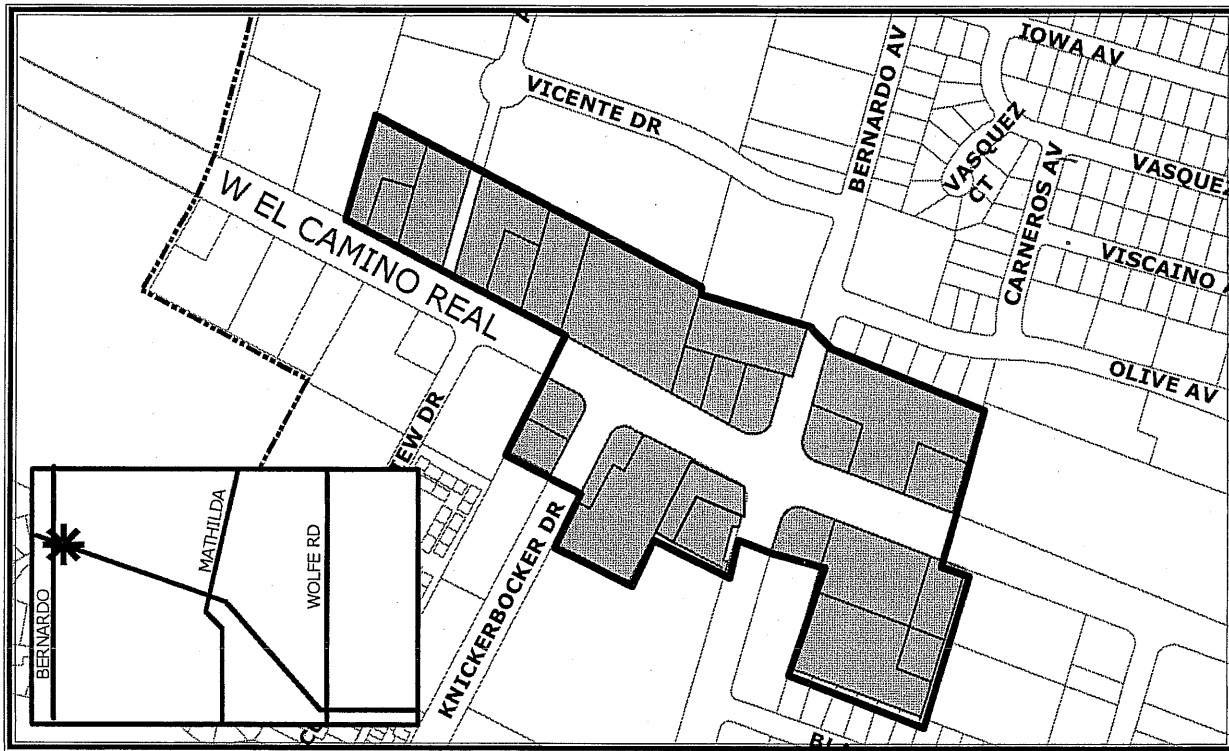 IOWA AV
VICENTE DR
BERNARDO AV
VASQUEZ
CT
VASQUEZ
CARNEROS AV
VISCAINO
W EL CAMINO REAL
OLIVE AV
KNICKERBOCKER DR
MATHILDA
WOLFE RD
BERNARDO